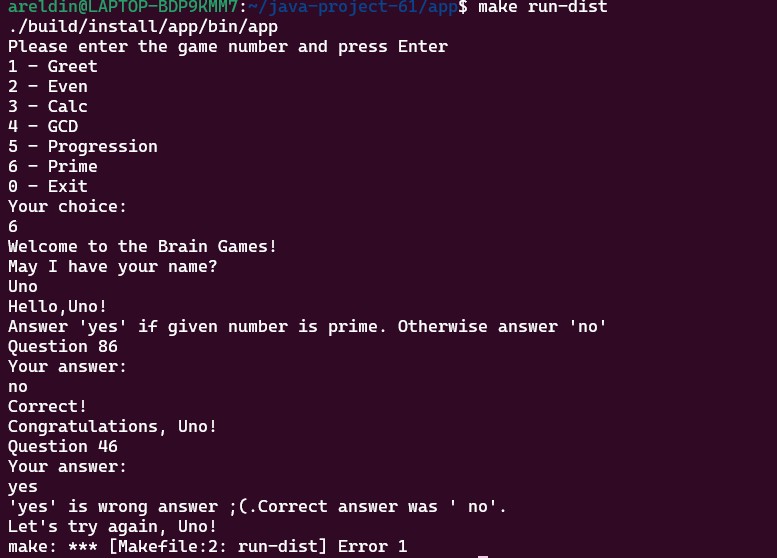 areldin@LAPTOP-BDP9KMM7:~/java-project-61/app$ make run-dist
./build/install/app/bin/app
Please enter the game number and press Enter
1 - Greet
2 - Even
3 - Calc
4 - GCD
5 - Progression
6 - Prime
0 - Exit
Your choice:
6
Welcome to the Brain Games!
May I have your name?
Uno
Hello,Uno!
Answer 'yes' if given number is prime. Otherwise answer 'no'
Question 86
Your answer:
no
Correct!
Congratulations, Uno!
Question 46
Your answer:
yes
'yes' is wrong answer ;(.Correct answer was ' no'.
Let's try again, Uno!
make: *** [Makefile:2: run-dist] Error 1